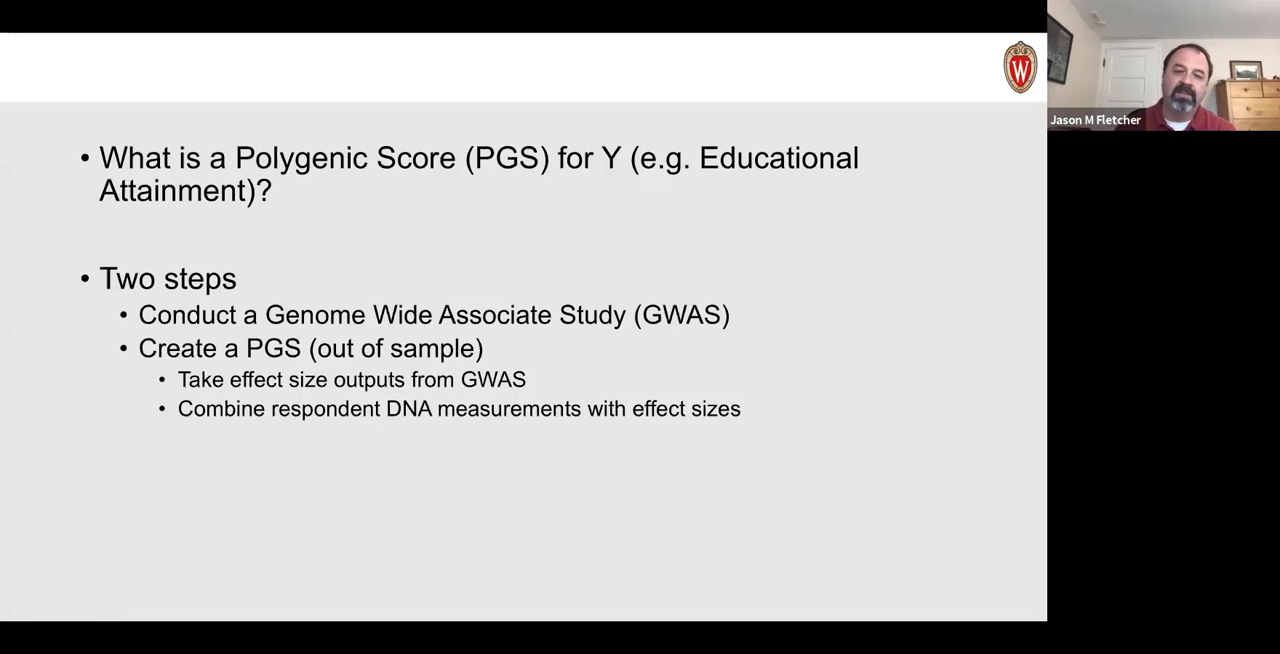 W
• What is a Polygenic Score (PGS) for Y (e.g. Educational
Attainment)?
• Two steps
• Conduct a Genome Wide Associate Study (GWAS)
• Create a PGS (out of sample)
• Take effect size outputs from GWAS
• Combine respondent DNA measurements with effect sizes
Jason M Fletcher